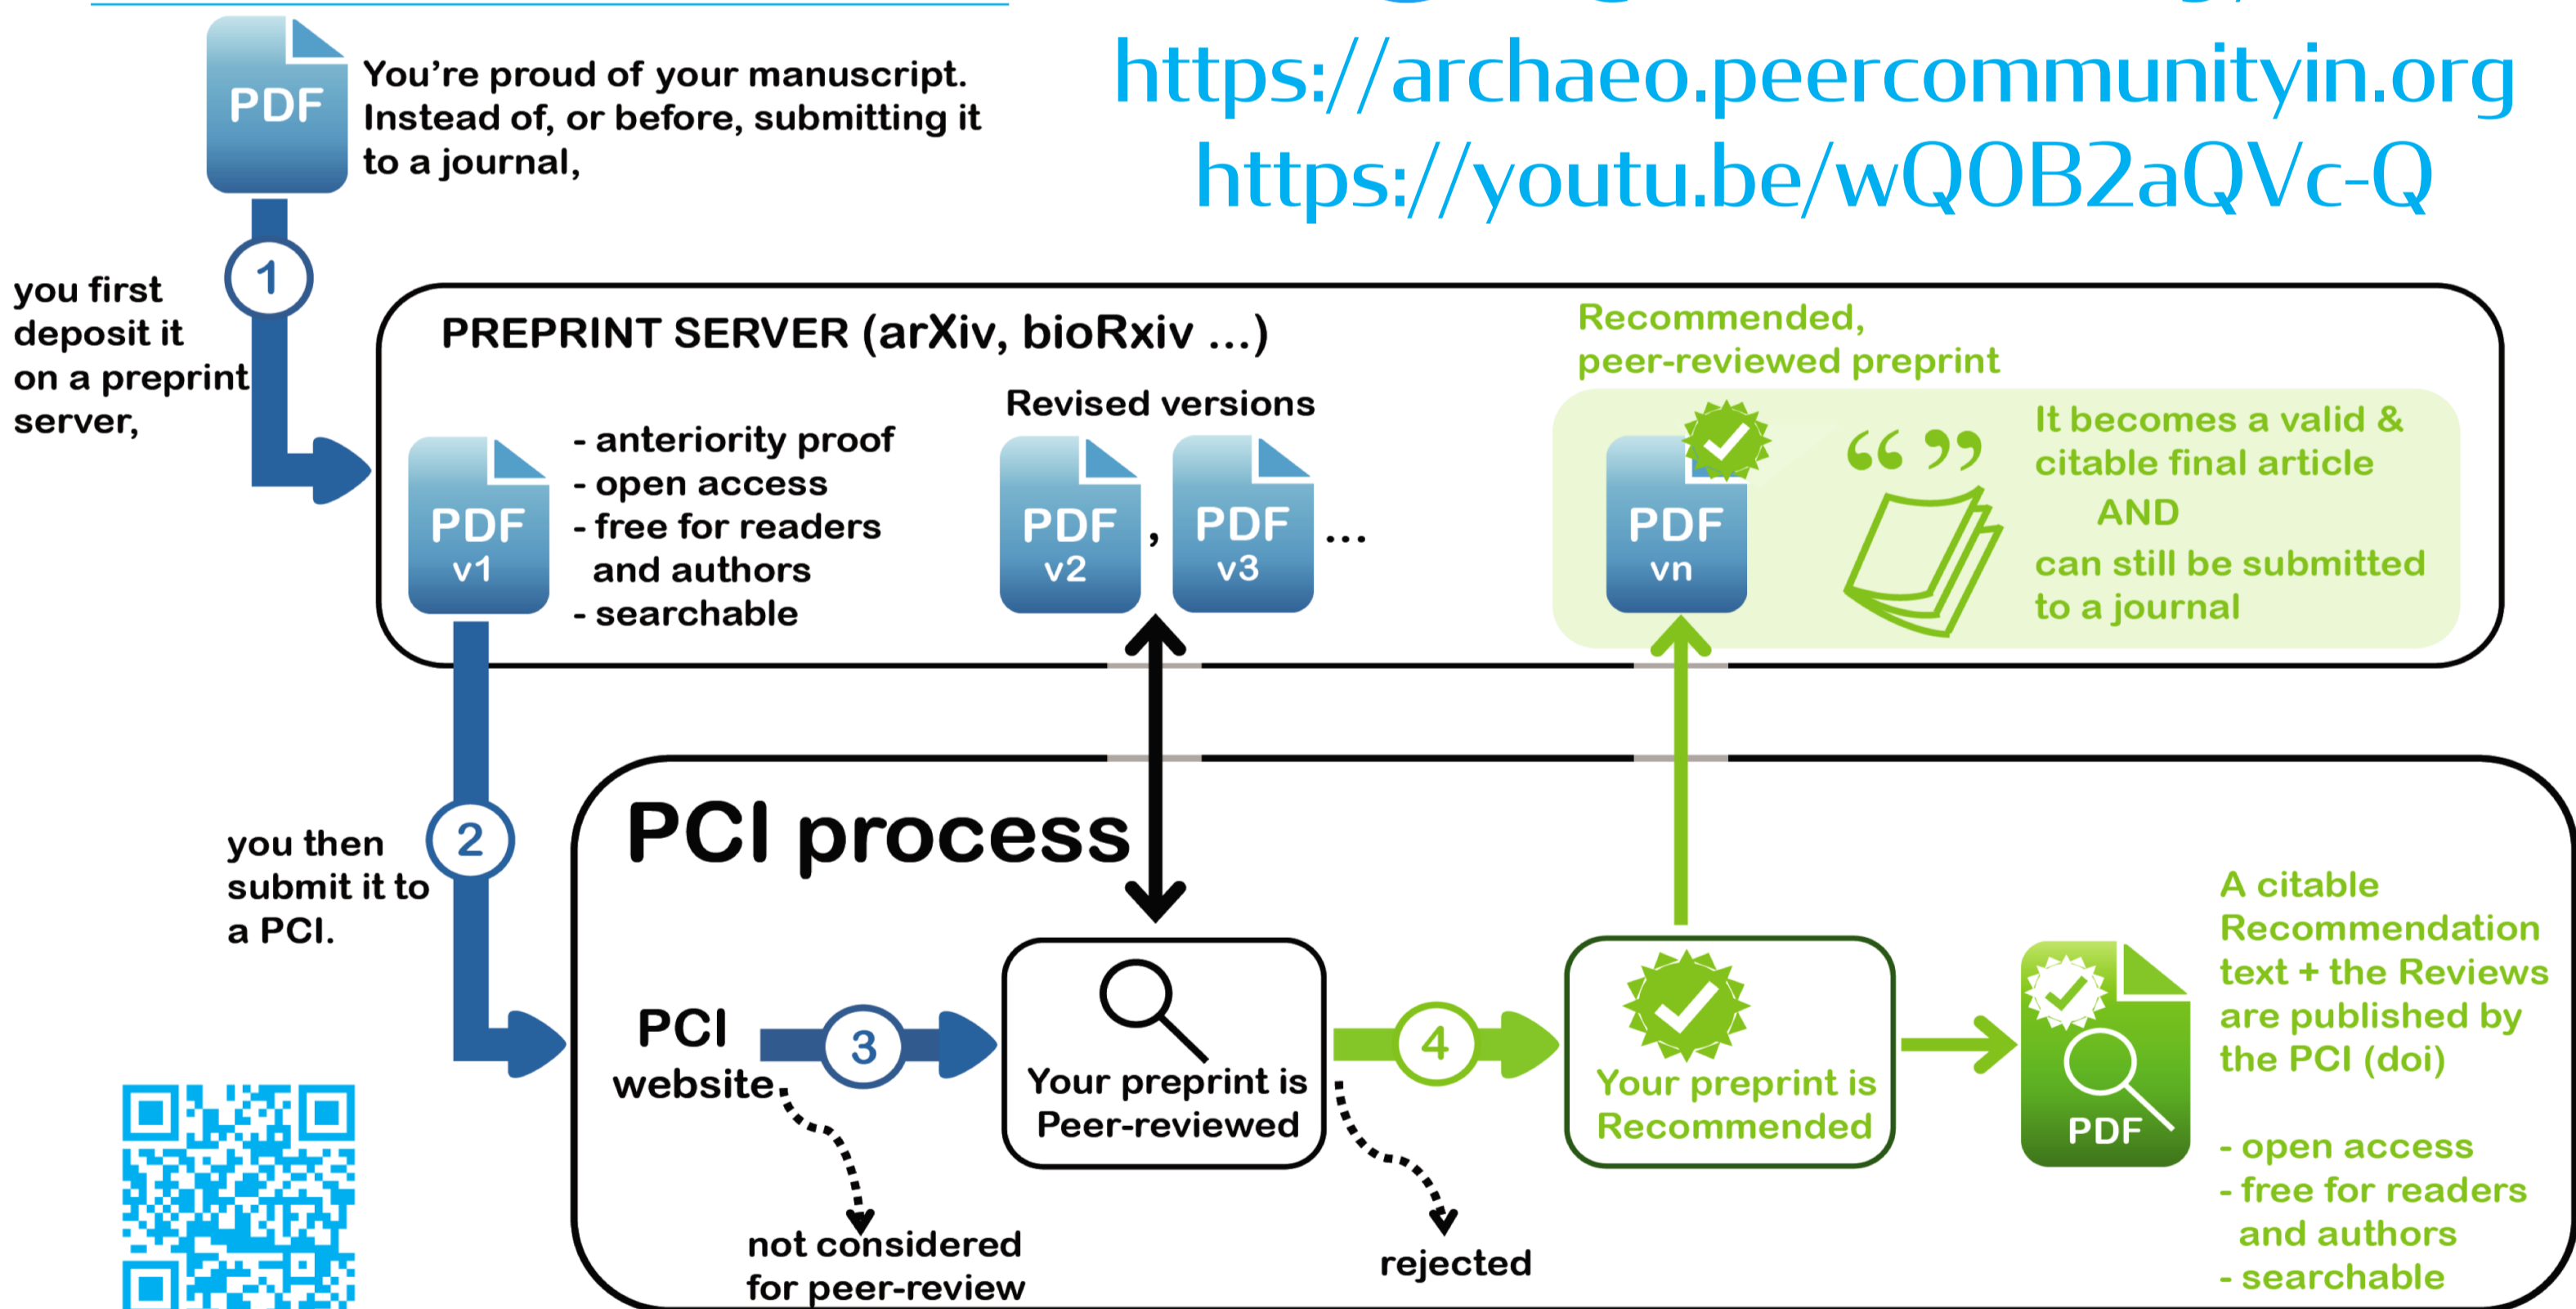 PDF
You're proud of your manuscript.
Instead of, or before, submitting it
to a journal,
https://archaeo.peercommunityin.org
https://youtu.be/wQOB2aQVc-Q
1
you first
deposit it
on a preprint
server,
PREPRINT SERVER (arXiv, bioRxiv ...)
PDF
v1
- anteriority proof
- open access
- free for readers
and authors
- searchable
Revised versions
PDF
v2
,
PDF
v3
...
Recommended,
peer-reviewed preprint
PDF
vn
“ ”
It becomes a valid &
citable final article
AND
can still be submitted
to a journal
2
you then
submit it to
a PCI.
PCI process
PCI
website
3
not considered
for peer-review
Your preprint is
Peer-reviewed
4
rejected
Your preprint is
Recommended
PDF
A citable
Recommendation
text + the Reviews
are published by
the PCI (doi)
- open access
- free for readers
and authors
- searchable